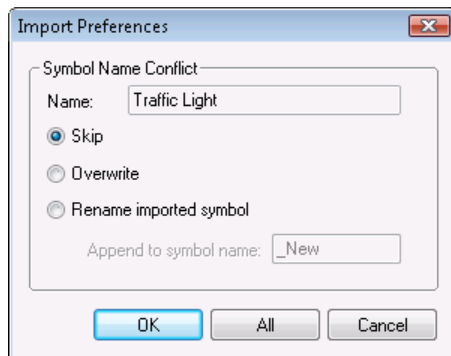 Import Preferences
Symbol Name Conflict
Name: Traffic Light
Skip
Overwrite
Rename imported symbol
Append to symbol name: _New
OK All Cancel